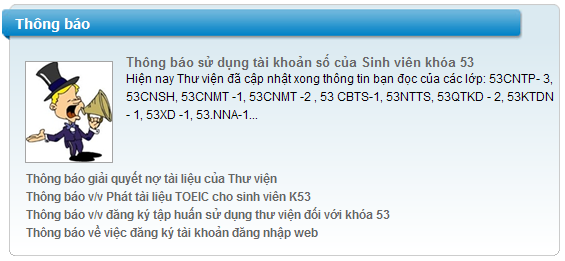 Thông báo
Thông báo sử dụng tài khoản số của Sinh viên khóa 53
Hiện nay Thư viện đã cập nhật xong thông tin bạn đọc của các lớp: 53CNTP- 3,
53CNSH, 53CNMT -1, 53CNMT -2 , 53 CBTS-1, 53NTTS, 53QTKD - 2, 53KTDN
- 1, 53XD -1, 53.NNA-1...
Thông báo giải quyết nợ tài liệu của Thư viện
Thông báo v/v Phát tài liệu TOEIC cho sinh viên K53
Thông báo v/v đăng ký tập huấn sử dụng thư viện đối với khóa 53
Thông báo về việc đăng ký tài khoản đăng nhập web